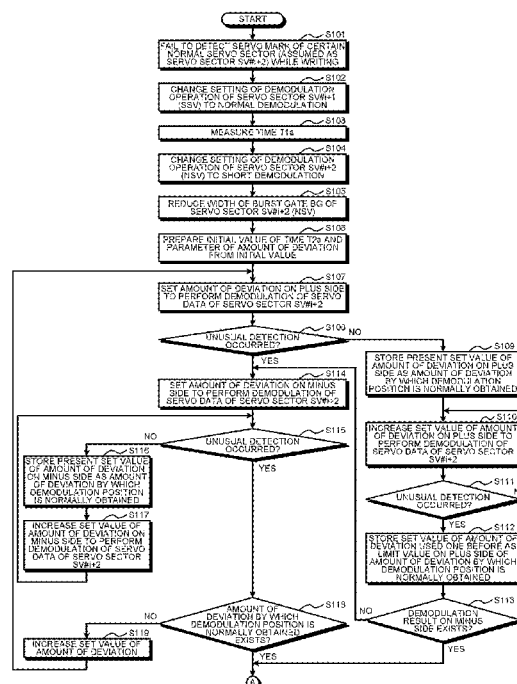 START
S101
FAIL TO DETECT SERVO MARK OF CERTAIN
NORMAL SERVO SECTOR (ASSUMED AS
SERVO SECTOR SV#i+2) WHILE WRITING
S102
CHANGE SETTING OF DEMODULATION
OPERATION OF SERVO SECTOR SV#i+1
(SSV) TO NORMAL DEMODULATION
S103
MEASURE TIME T1a
S104
CHANGE SETTING OF DEMODULATION
OPERATION OF SERVO SECTOR SV#i+2
(NSV) TO SHORT DEMODULATION
S105
REDUCE WIDTH OF BURST GATE BG OF
SERVO SECTOR SV#i+2 (NSV)
S106
PREPARE INITIAL VALUE OF TIME T2a AND
PARAMETER OF AMOUNT OF DEVIATION
FROM INITIAL VALUE
S107
SET AMOUNT OF DEVIATION ON PLUS SIDE
TO PERFORM DEMODULATION OF SERVO
DATA OF SERVO SECTOR SV#i+2
S108
UNUSUAL DETECTION
OCCURRED?
NO
YES
S109
STORE PRESENT SET VALUE OF
AMOUNT OF DEVIATION ON PLUS
SIDE AS AMOUNT OF DEVIATION
BY WHICH DEMODULATION
POSITION IS NORMALLY OBTAINED
S110
INCREASE SET VALUE OF AMOUNT
OF DEVIATION ON PLUS SIDE TO
PERFORM DEMODULATION OF
SERVO DATA OF SERVO SECTOR
SV#i+2
S111
UNUSUAL DETECTION
OCCURRED?
NO
YES
S112
STORE SET VALUE OF AMOUNT OF
DEVIATION USED ONE BEFORE AS
LIMIT VALUE ON PLUS SIDE OF
AMOUNT OF DEVIATION BY WHICH
DEMODULATION POSITION IS
NORMALLY OBTAINED
S113
DEMODULATION
RESULT ON MINUS
SIDE EXISTS?
NO
YES
S114
SET AMOUNT OF DEVIATION ON MINUS
SIDE TO PERFORM DEMODULATION OF
SERVO DATA OF SERVO SECTOR SV#i+2
S115
UNUSUAL DETECTION
OCCURRED?
NO
YES
S116
STORE PRESENT SET VALUE
OF AMOUNT OF DEVIATION
ON MINUS SIDE AS AMOUNT
OF DEVIATION BY WHICH
DEMODULATION POSITION
IS NORMALLY OBTAINED
S117
INCREASE SET VALUE OF
AMOUNT OF DEVIATION ON
MINUS SIDE TO PERFORM
DEMODULATION OF SERVO
DATA OF SERVO SECTOR
SV#i+2
S118
AMOUNT OF
DEVIATION BY WHICH
DEMODULATION POSITION IS
NORMALLY OBTAINED
EXISTS?
NO
YES
S119
INCREASE SET VALUE OF
AMOUNT OF DEVIATION
A